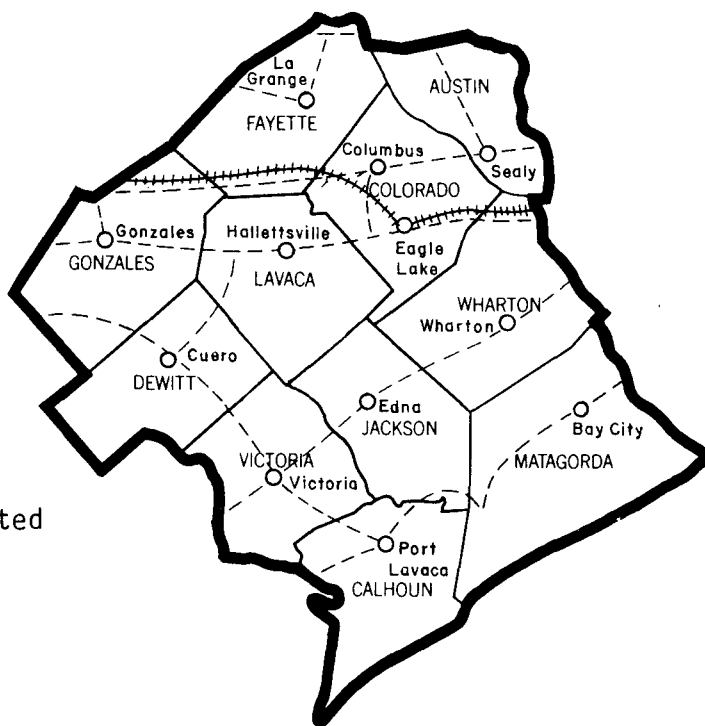 La
Grange
FAYETTE
AUSTIN
Columbus
Sealy
COLORADO
Gonzales
Hallettsville
Eagle
Lake
GONZALES
LAVACA
WHARTON
Wharton
Cuero
DEWITT
Edna
JACKSON
Bay City
MATAGORDA
VICTORIA
Victoria
ted
Port
Lavaca
CALHOUN